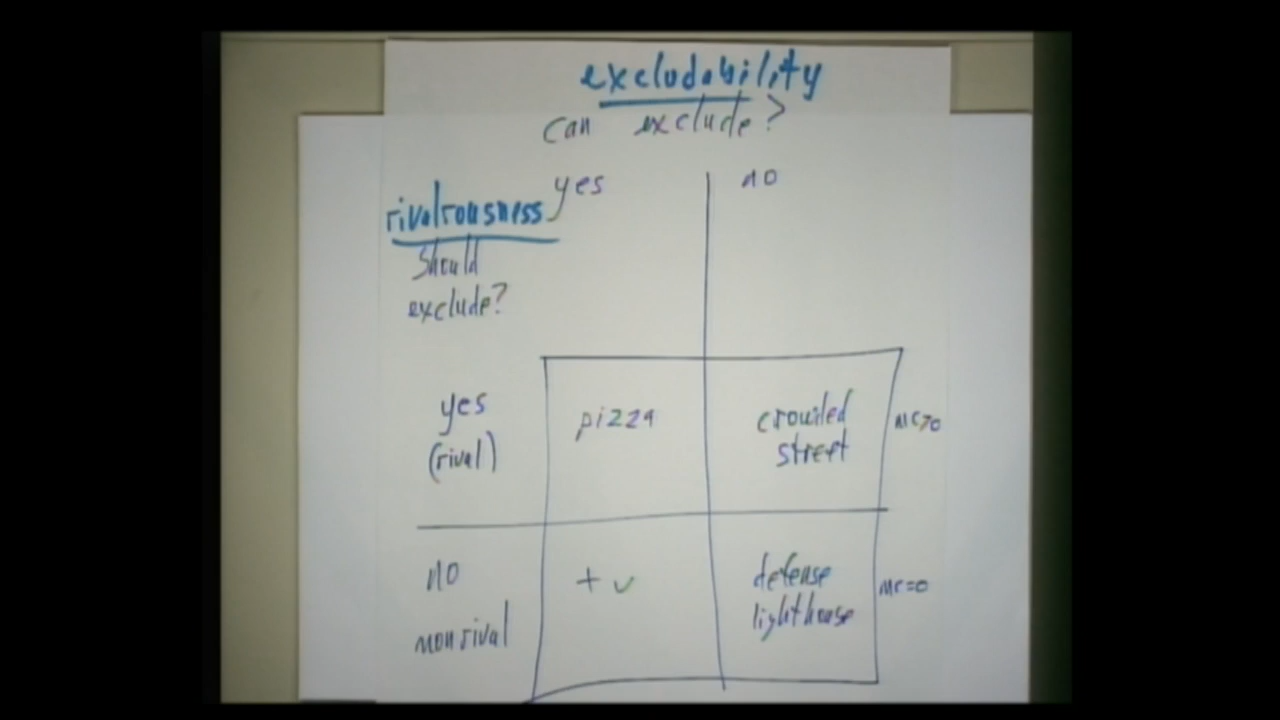 excludability
can exclude?
yes
no
rivalrousness
should
exclude?
yes
(rival)
pizza
crowded
street
MC>0
no
nonrival
tv
defense
lighthouse
MC=0